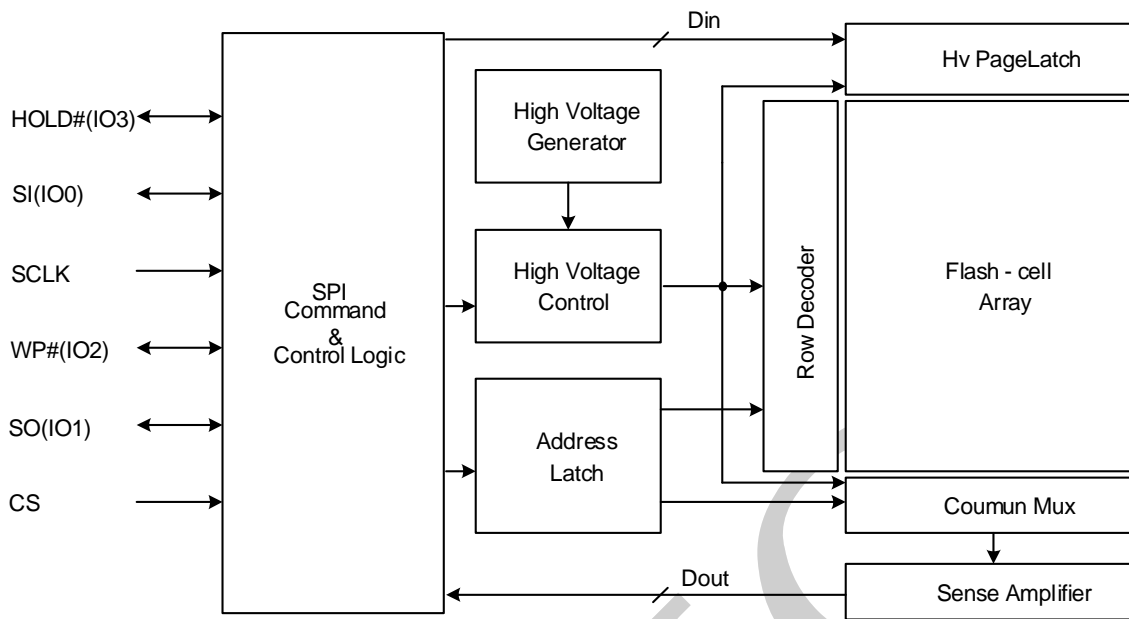 Din
Hv PageLatch
High Voltage
Generator
HOLD#(IO3)
SI(IO0)
SCLK
WP#(IO2)
SO(IO1)
CS
SPI
Command
&
Control Logic
High Voltage
Control
Row Decoder
Flash - cell
Array
Address
Latch
Coumun Mux
Dout
Sense Amplifier